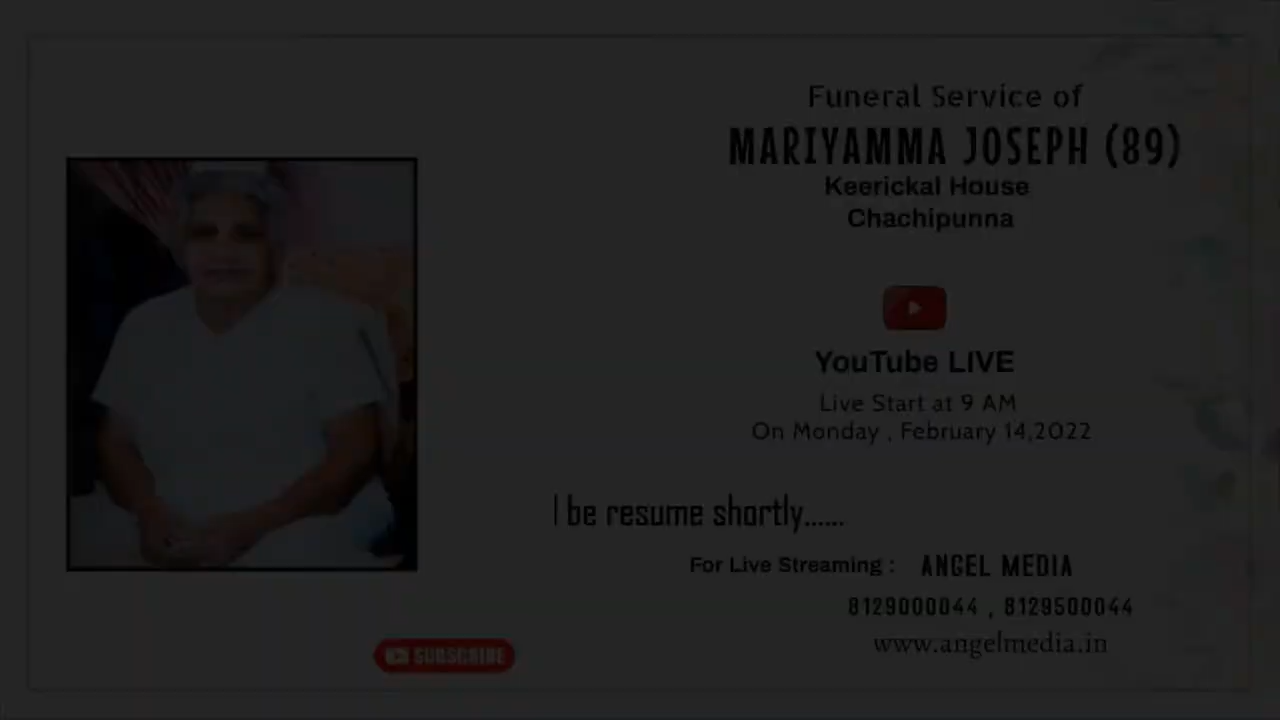 Funeral Service of
MARIYAMMA JOSEPH (89)
Keerickal House
Chachipunna
YouTube LIVE
Live Start at 9 AM
On Monday , February 14,2022
be resume shortly......
For Live Streaming : ANGEL MEDIA
8129000044 , 8129500044
www.angelmedia.in
SUBSCRIBE